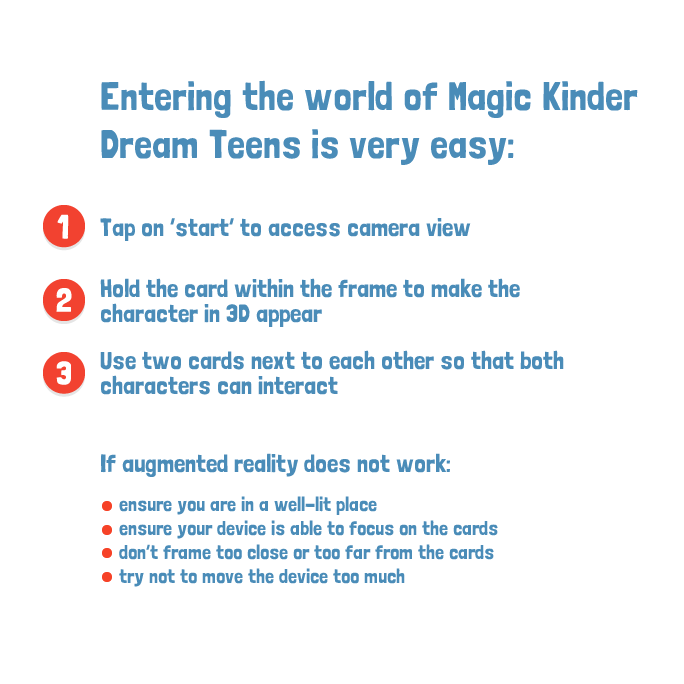 Entering the world of Magic Kinder
Dream Teens is very easy:
1 Tap on ‘start’ to access camera view
2 Hold the card within the frame to make the
character in 3D appear
3 Use two cards next to each other so that both
characters can interact
If augmented reality does not work:
• ensure you are in a well-lit place
• ensure your device is able to focus on the cards
• don’t frame too close or too far from the cards
• try not to move the device too much